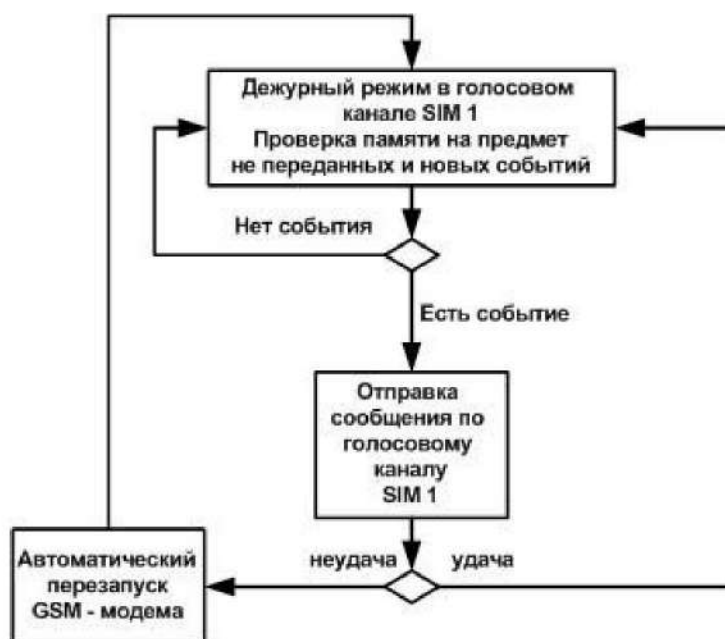 Дежурный режим в голосовом
канале SIM 1
Проверка памяти на предмет
не переданных и новых событий
Нет события
Есть событие
Отправка
сообщения по
голосовому
каналу
SIM 1
неудача
удача
Автоматический
перезапуск
GSM - модема